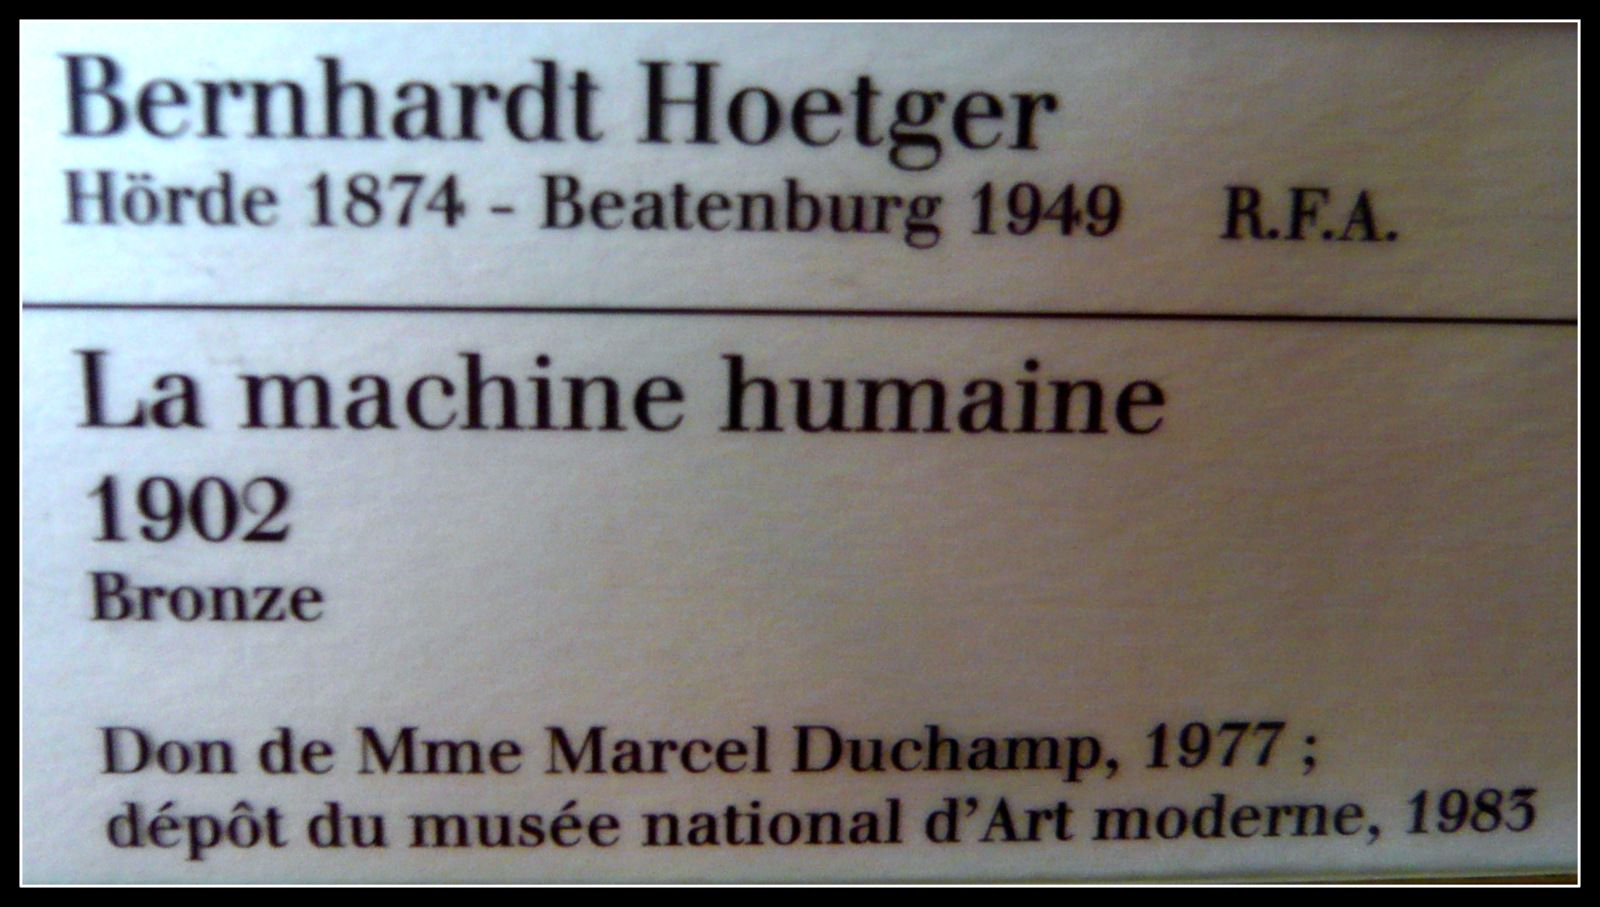 Bernhardt Hoetger
Hörde 1874 - Beatenburg 1949 R.F.A.
La machine humaine
1902
Bronze
Don de Mme Marcel Duchamp, 1977 ;
dépôt du musée national d'Art moderne, 1983